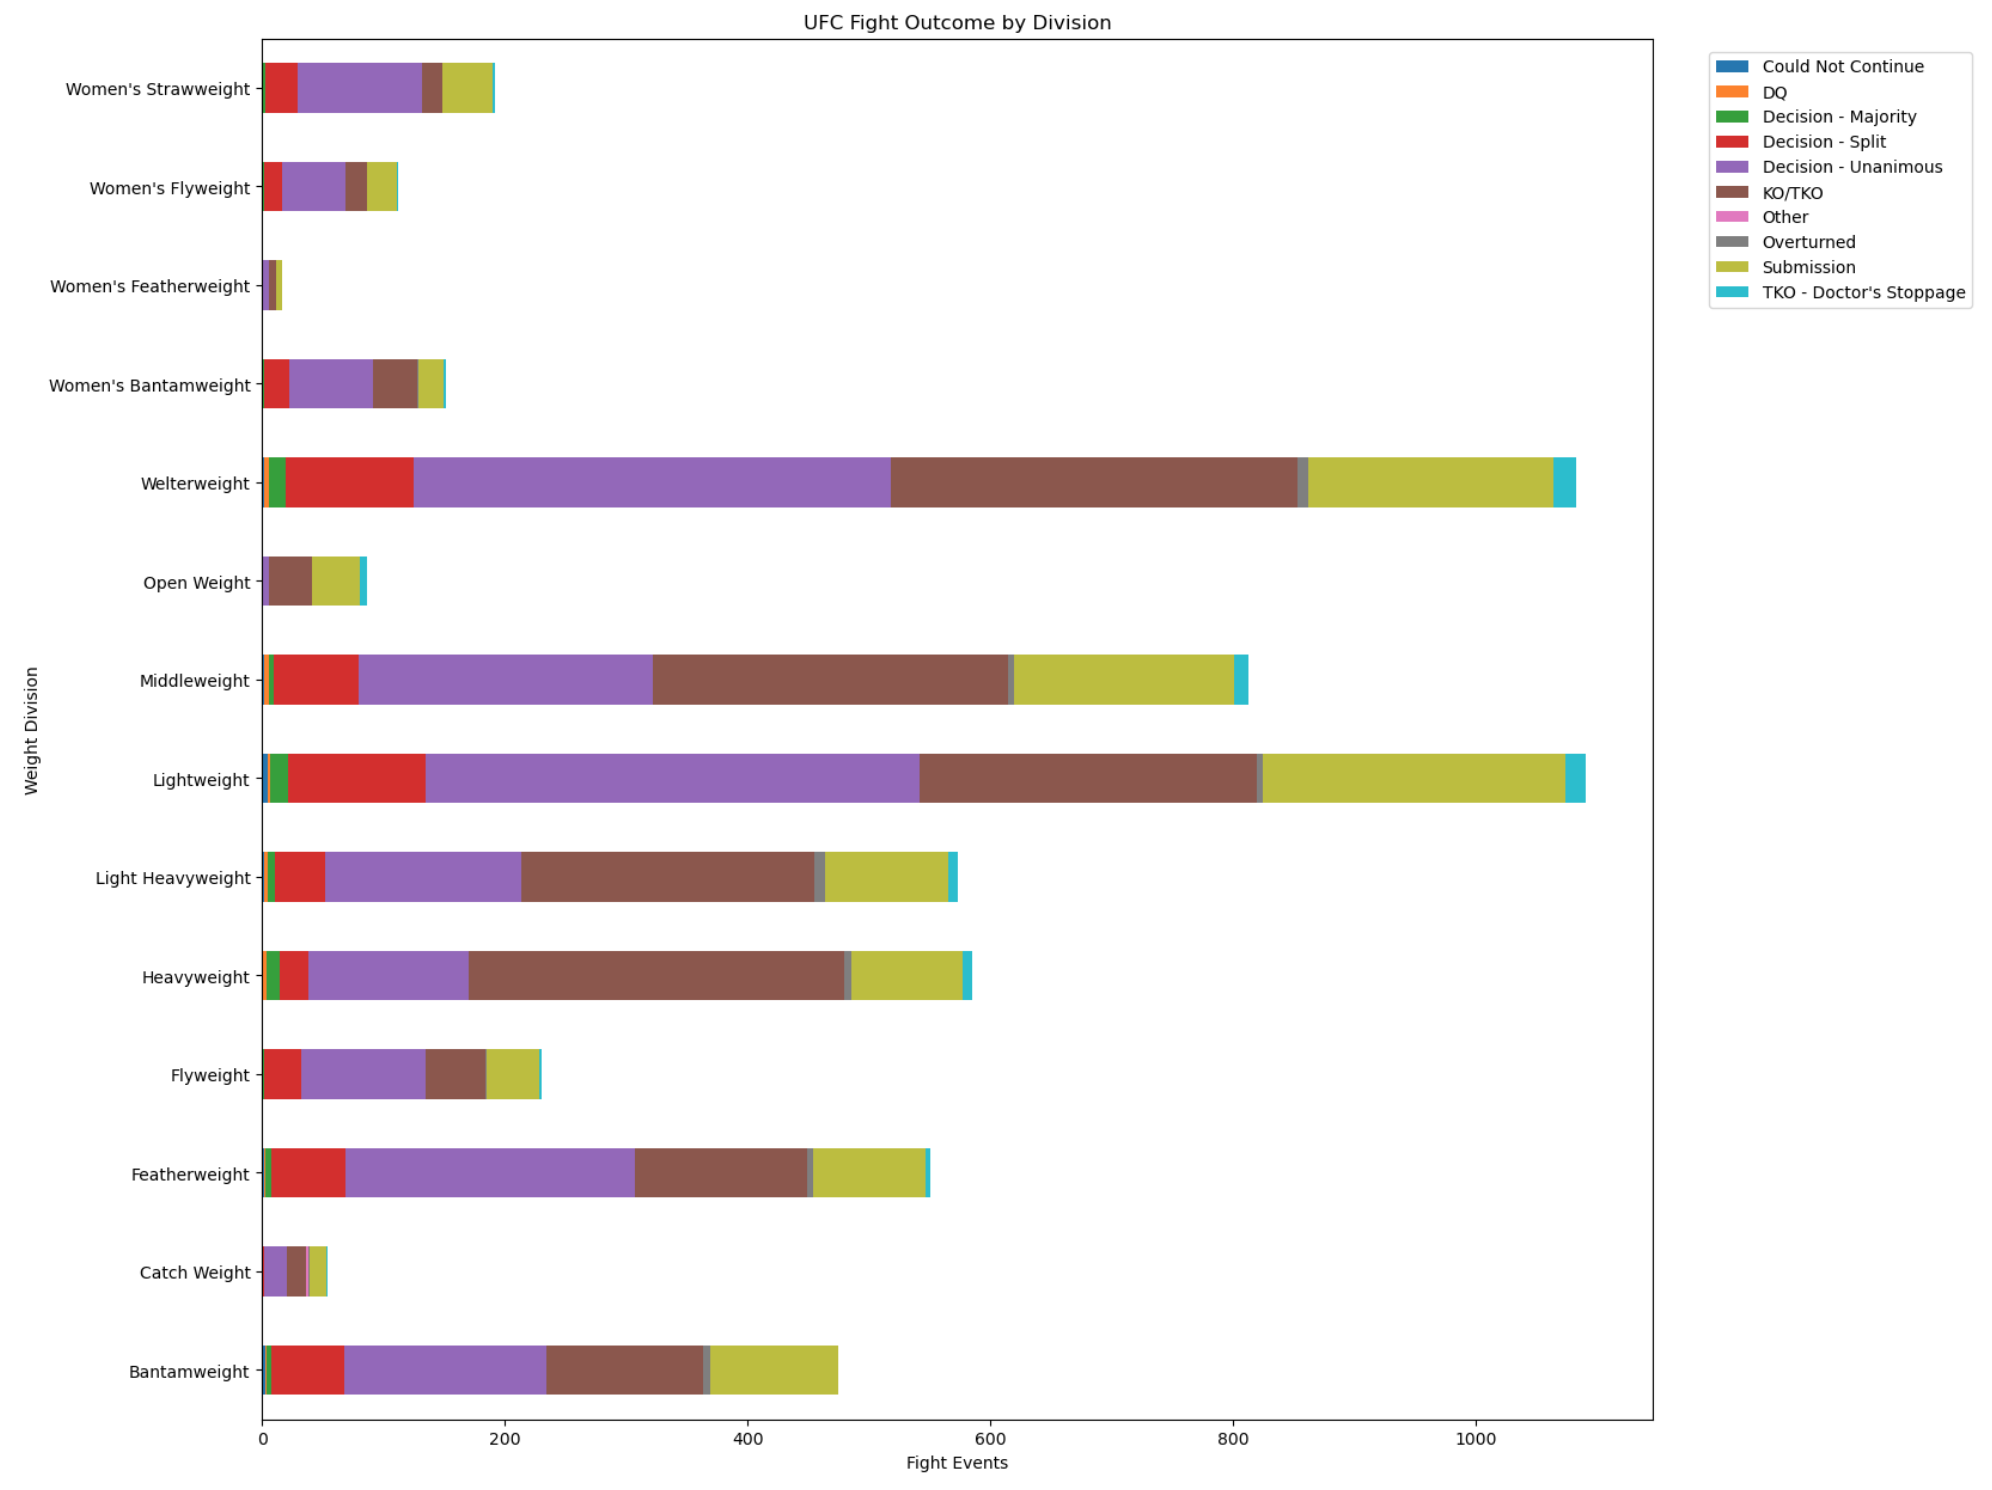 UFC Fight Outcome by Division
Women's Strawweight
Women's Flyweight
Women's Featherweight
Women's Bantamweight
Welterweight
Open Weight
Middleweight
Lightweight
Light Heavyweight
Heavyweight
Flyweight
Featherweight
Catch Weight
Bantamweight
Weight Division
0 200 400 600 800 1000
Fight Events
Could Not Continue
DQ
Decision - Majority
Decision - Split
Decision - Unanimous
KO/TKO
Other
Overturned
Submission
TKO - Doctor's Stoppage